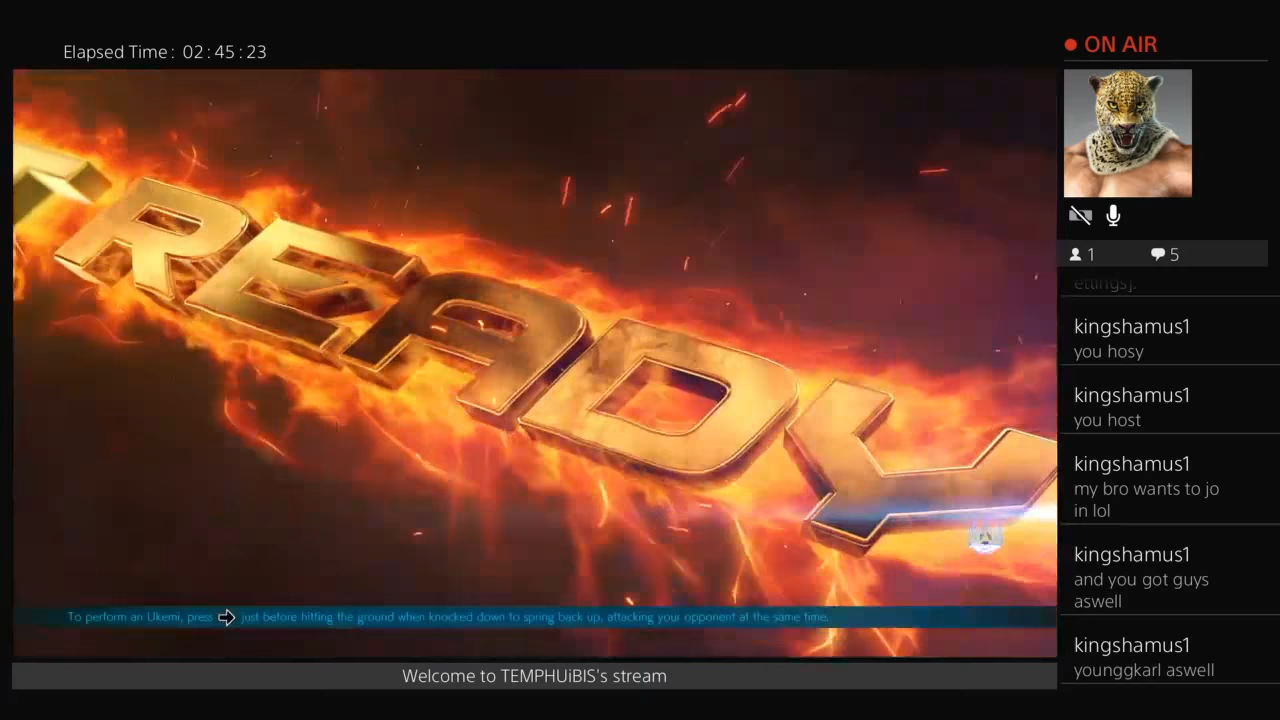 Elapsed Time: 02:45:23
ON AIR
READY
1
5
ettings].
kingshamus1
you hosy
kingshamus1
you host
kingshamus1
my bro wants to jo
in lol
kingshamus1
and you got guys
aswell
kingshamus1
younggkarl aswell
To perform an Ukemi, press ⇨ just before hitting the ground when knocked down to spring back up, attacking your opponent at the same time.
Welcome to TEMPHUiBIS's stream